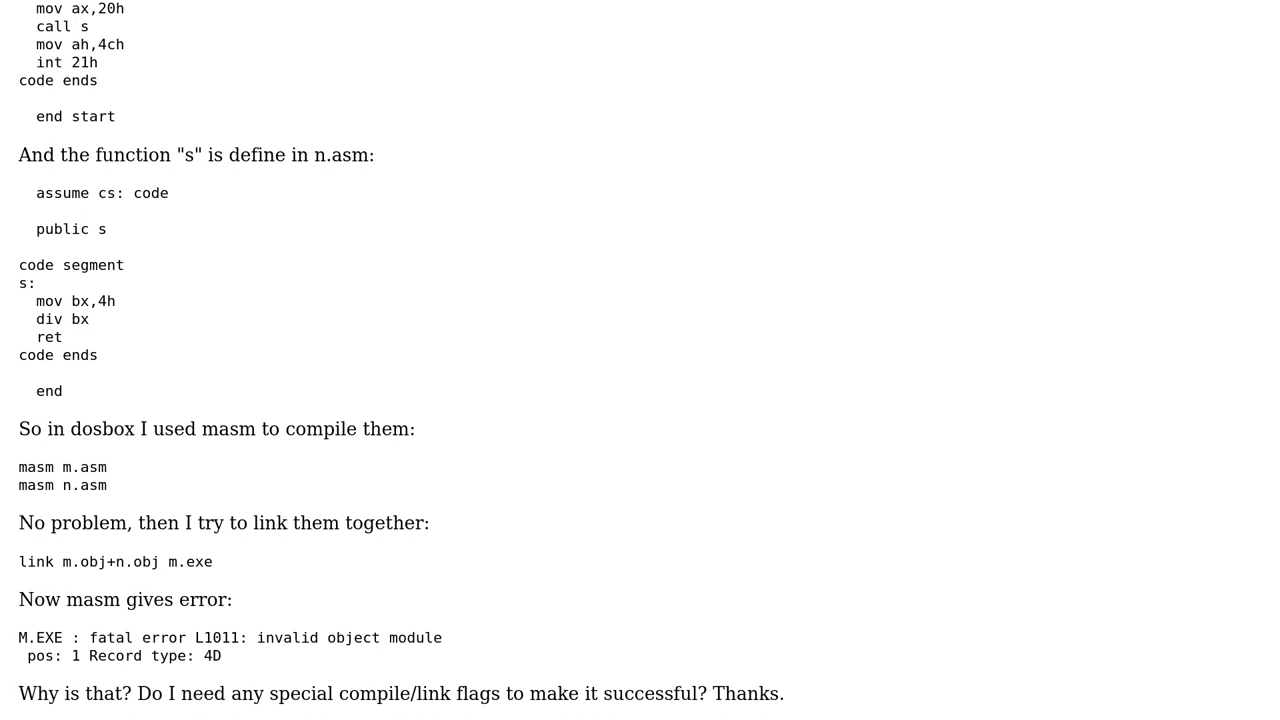 mov ax,20h
call s
mov ah,4ch
int 21h
code ends
end start
And the function "s" is define in n.asm:
assume cs: code
public s
code segment
s:
mov bx,4h
div bx
ret
code ends
end
So in dosbox I used masm to compile them:
masm m.asm
masm n.asm
No problem, then I try to link them together:
link m.obj+n.obj m.exe
Now masm gives error:
M.EXE : fatal error L1011: invalid object module
pos: 1 Record type: 4D
Why is that? Do I need any special compile/link flags to make it successful? Thanks.